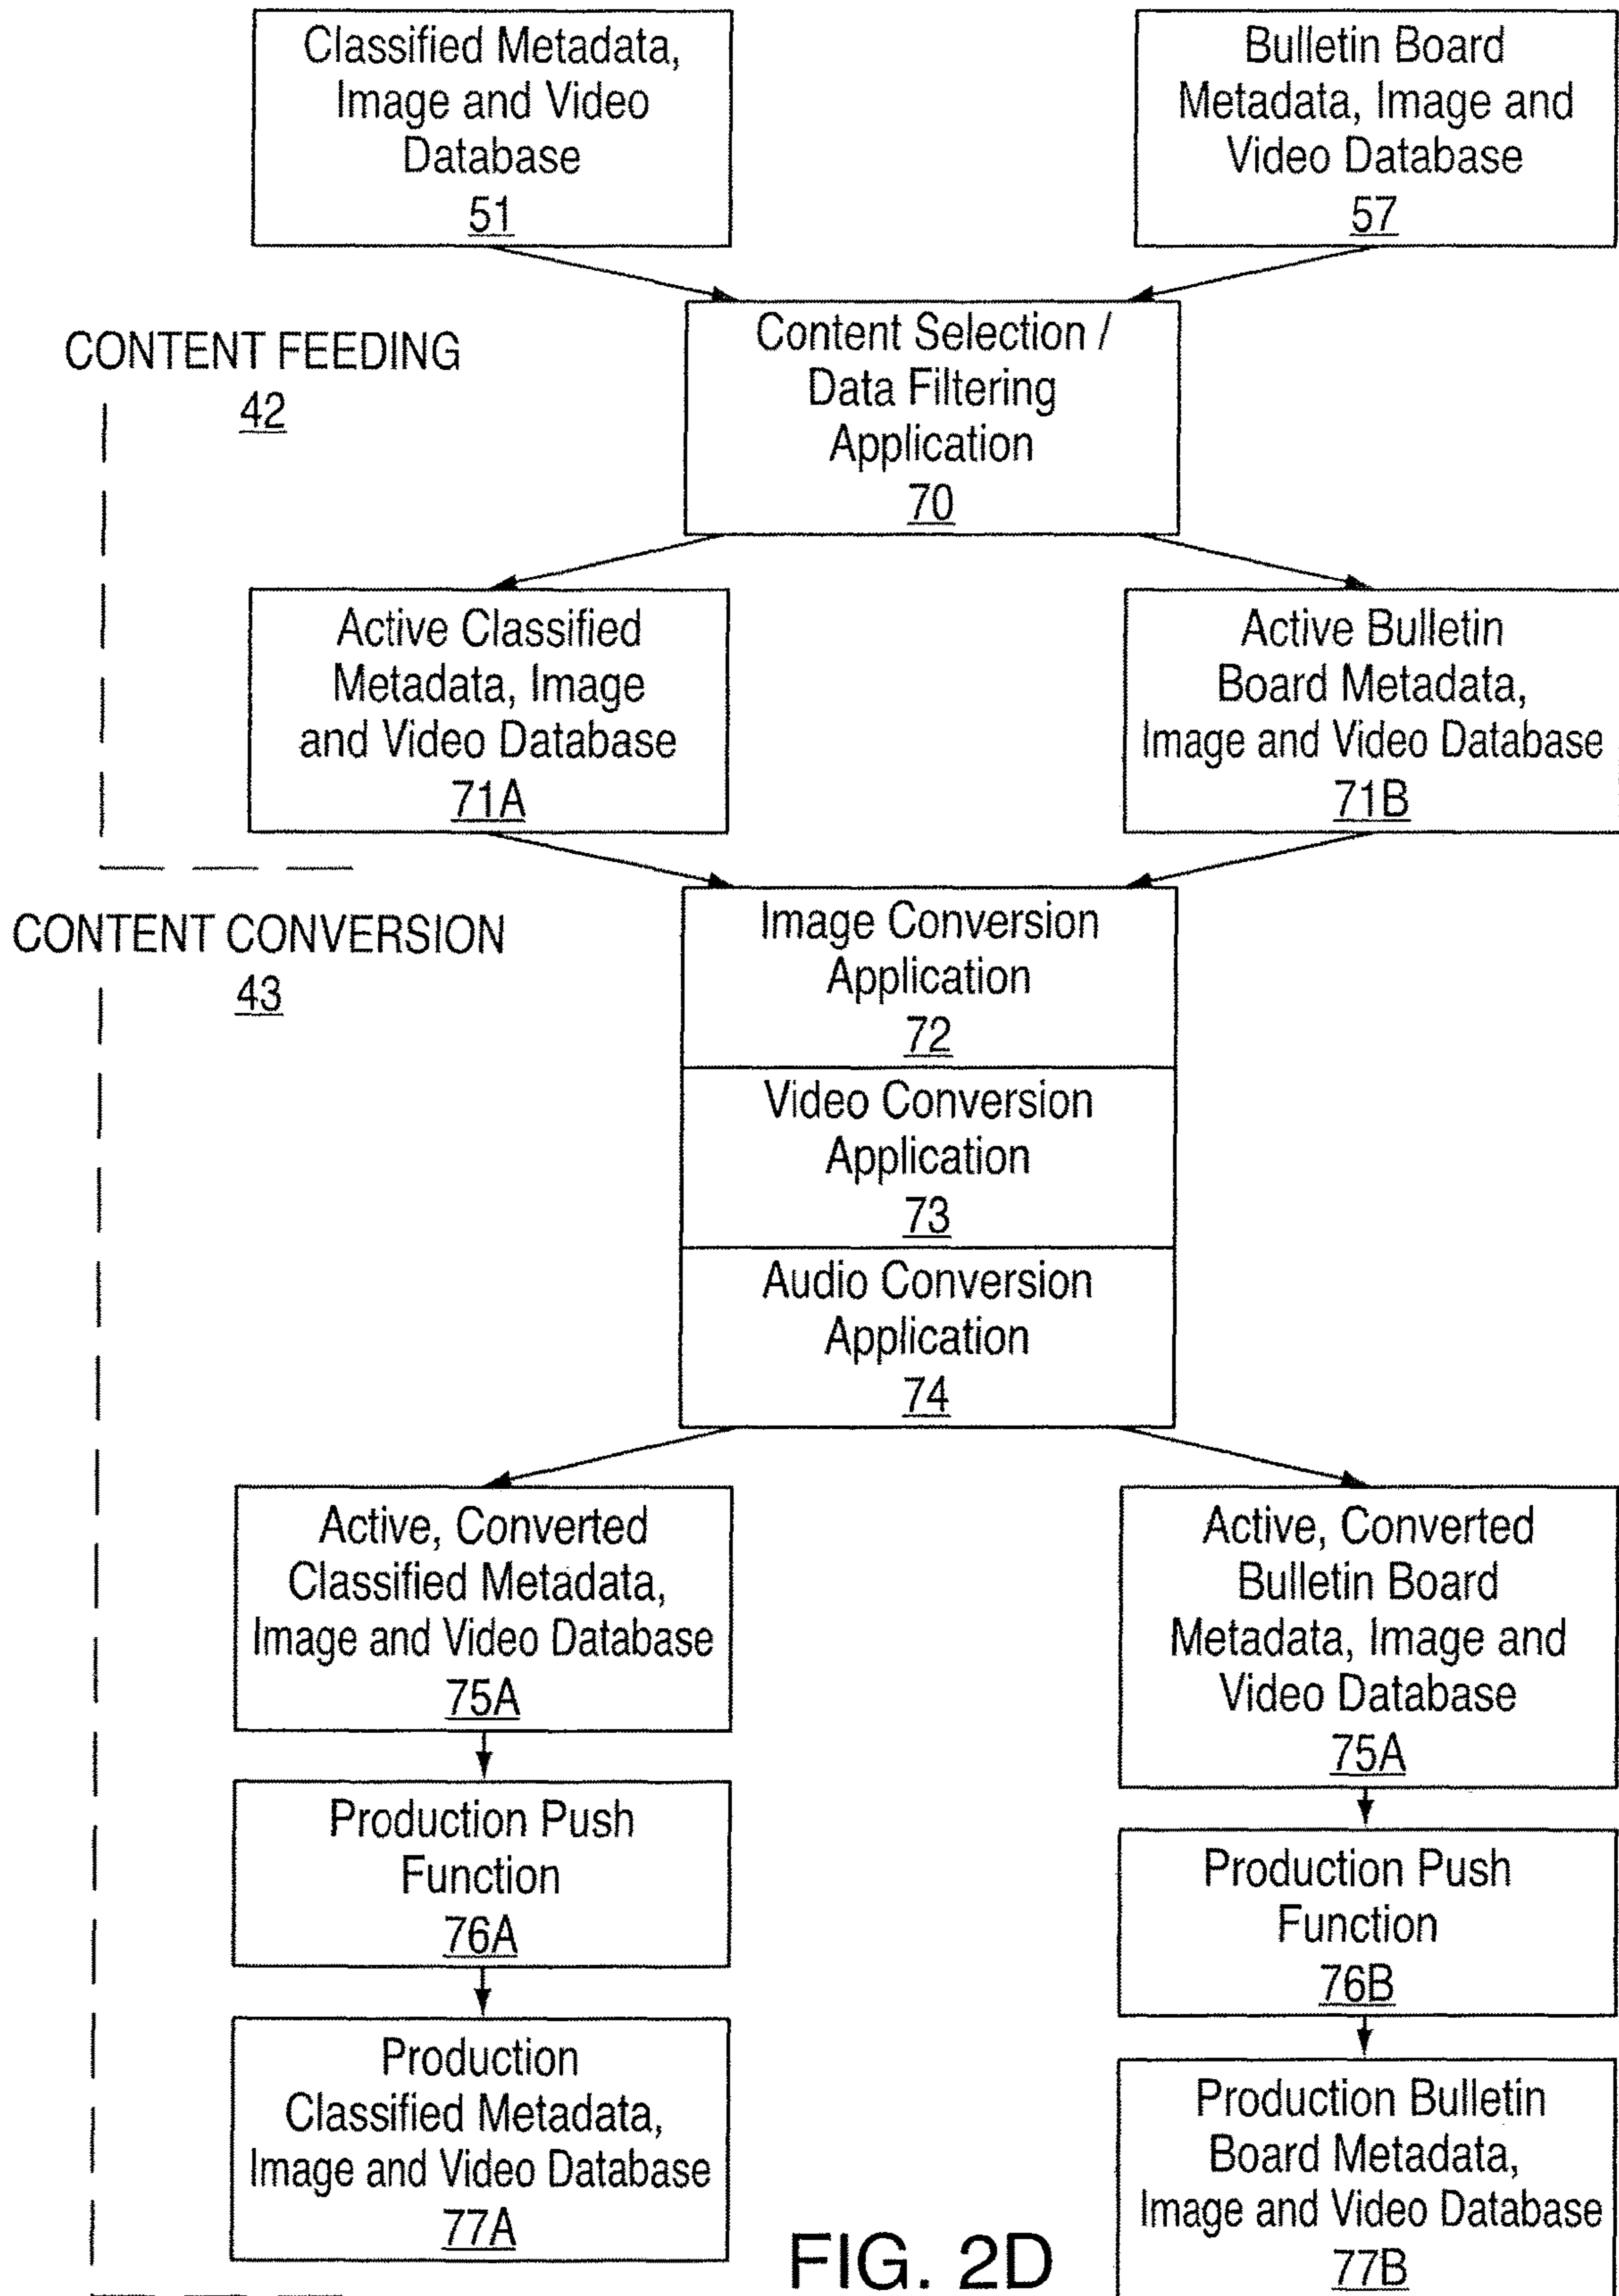 Classified Metadata,
Image and Video
Database
51
Bulletin Board
Metadata, Image and
Video Database
57
CONTENT FEEDING
42
Content Selection /
Data Filtering
Application
70
Active Classified
Metadata, Image
and Video Database
71A
Active Bulletin
Board Metadata,
Image and Video Database
71B
CONTENT CONVERSION
43
Image Conversion
Application
72
Video Conversion
Application
73
Audio Conversion
Application
74
Active, Converted
Classified Metadata,
Image and Video Database
75A
Active, Converted
Bulletin Board
Metadata, Image and
Video Database
75A
Production Push
Function
76A
Production Push
Function
76B
Production
Classified Metadata,
Image and Video Database
77A
Production Bulletin
Board Metadata,
Image and Video Database
77B
FIG. 2D